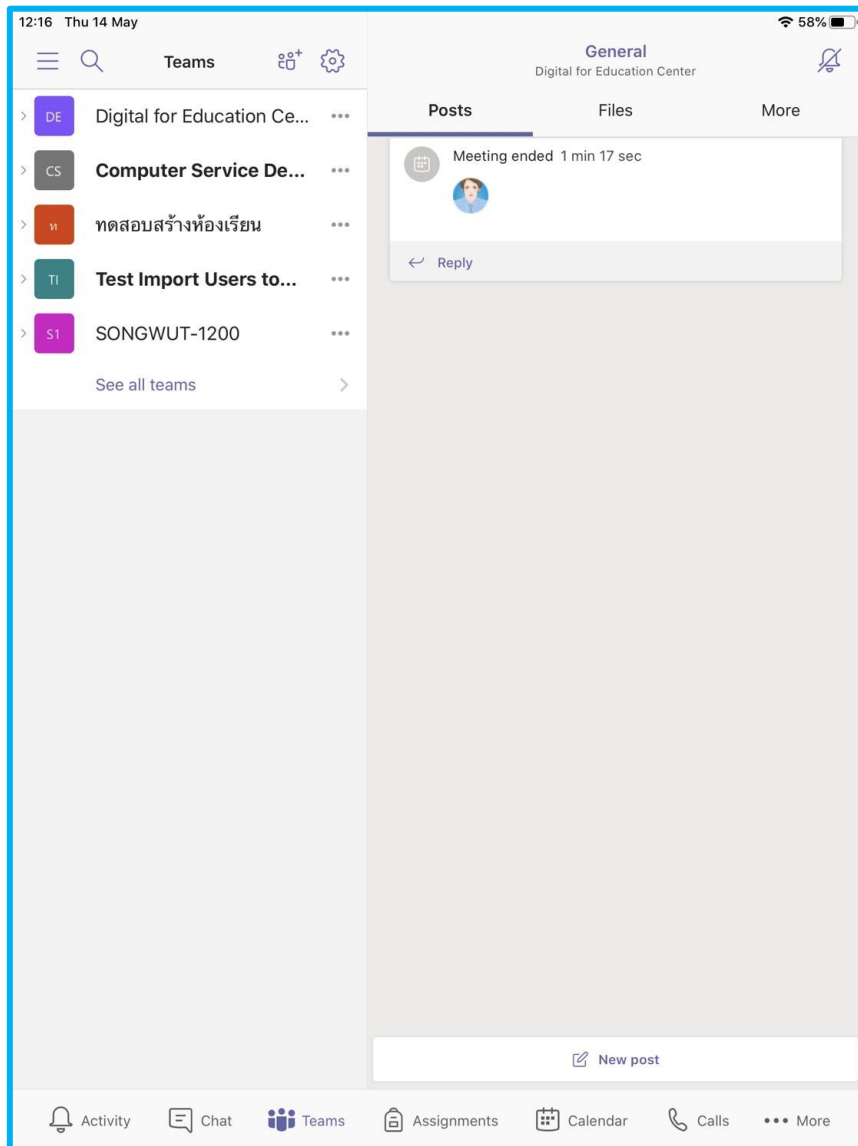 12:16 Thu 14 May
58%
Teams
DE Digital for Education Ce...
CS Computer Service De...
ท ทดสอบสร้างห้องเรียน
TI Test Import Users to...
S1 SONGWUT-1200
See all teams
General
Digital for Education Center
Posts Files More
Meeting ended 1 min 17 sec
Reply
New post
Activity Chat Teams Assignments Calendar Calls More